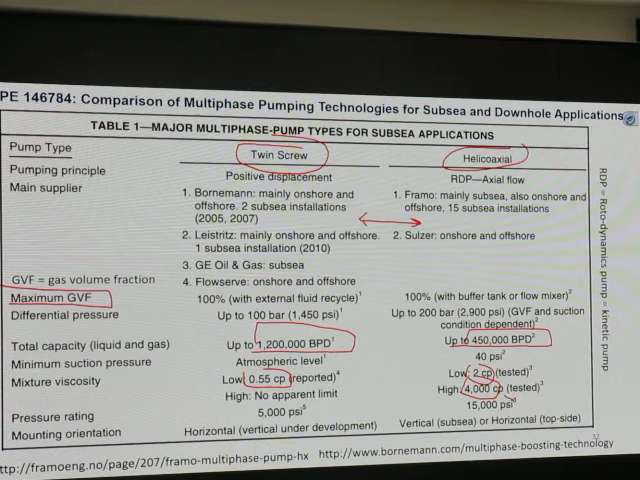 PE 146784: Comparison of Multiphase Pumping Technologies for Subsea and Downhole Applications
TABLE 1—MAJOR MULTIPHASE-PUMP TYPES FOR SUBSEA APPLICATIONS
Pump Type Twin Screw Helicoaxial
Pumping principle Positive displacement RDP—Axial flow
Main supplier 1. Bornemann: mainly onshore and 1. Framo: mainly subsea, also onshore and
offshore. 2 subsea installations offshore, 15 subsea installations
(2005, 2007)
2. Leistritz: mainly onshore and offshore. 2. Sulzer: onshore and offshore
1 subsea installation (2010)
3. GE Oil & Gas: subsea
GVF = gas volume fraction 4. Flowserve: onshore and offshore
Maximum GVF 100% (with external fluid recycle)1 100% (with buffer tank or flow mixer)2
Differential pressure Up to 100 bar (1,450 psi)1 Up to 200 bar (2,900 psi) (GVF and suction
condition dependent)2
Total capacity (liquid and gas) Up to 1,200,000 BPD1 Up to 450,000 BPD2
Minimum suction pressure Atmospheric level1 40 psi2
Mixture viscosity Low: 0.55 cp (reported)4 Low: 2 cp (tested)3
High: No apparent limit High: 4,000 cp (tested)3
Pressure rating 5,000 psi5 15,000 psi
Mounting orientation Horizontal (vertical under development) Vertical (subsea) or Horizontal (top-side)
RDP = Roto-dynamics pump = kinetic pump
ttp://framoeng.no/page/207/framo-multiphase-pump-hx http://www.bornemann.com/multiphase-boosting-technology